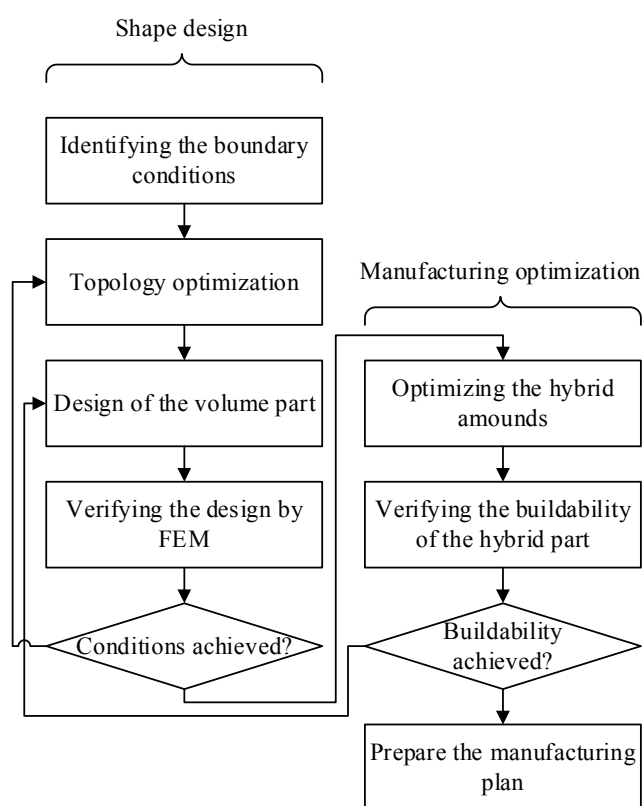 Shape design
Identifying the boundary
conditions
Topology optimization
Design of the volume part
Verifying the design by
FEM
Conditions achieved?
Manufacturing optimization
Optimizing the hybrid
amounds
Verifying the buildability
of the hybrid part
Buildability
achieved?
Prepare the manufacturing
plan